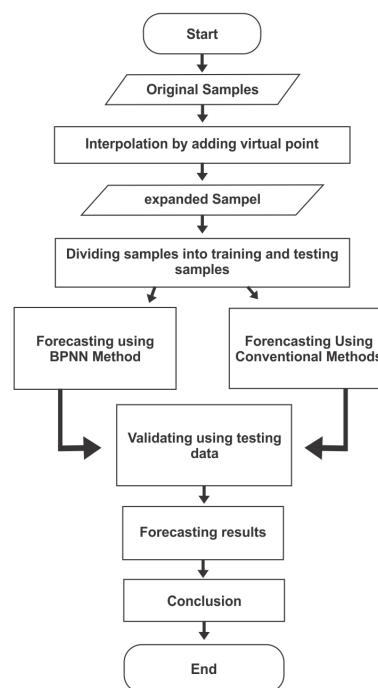 Start
Original Samples
Interpolation by adding virtual point
expanded Sampel
Dividing samples into training and testing
samples
Forecasting using
BPNN Method
Forencasting Using
Conventional Methods
Validating using testing
data
Forecasting results
Conclusion
End